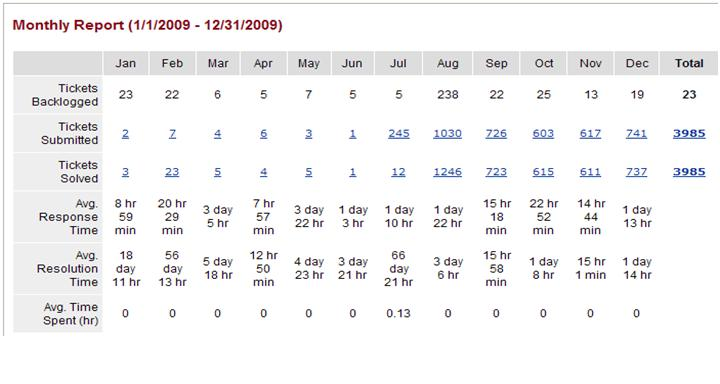 Monthly Report (1/1/2009 - 12/31/2009)
Jan Feb Mar Apr May Jun Jul Aug Sep Oct Nov Dec Total
Tickets Backlogged 23 22 6 5 7 5 5 238 22 25 13 19 23
Tickets Submitted 2 7 4 6 3 1 245 1030 726 603 617 741 3985
Tickets Solved 3 23 5 4 5 1 12 1246 723 615 611 737 3985
Avg. Response Time 8 hr 59 min 20 hr 29 min 3 day 5 hr 7 hr 57 min 3 day 22 hr 1 day 3 hr 1 day 10 hr 1 day 22 hr 15 hr 18 min 22 hr 52 min 14 hr 44 min 1 day 13 hr
Avg. Resolution Time 18 day 11 hr 56 day 13 hr 5 day 18 hr 12 hr 50 min 4 day 23 hr 3 day 21 hr 66 day 21 hr 3 day 6 hr 15 hr 58 min 1 day 8 hr 15 hr 1 min 1 day 14 hr
Avg. Time Spent (hr) 0 0 0 0 0 0 0.13 0 0 0 0 0